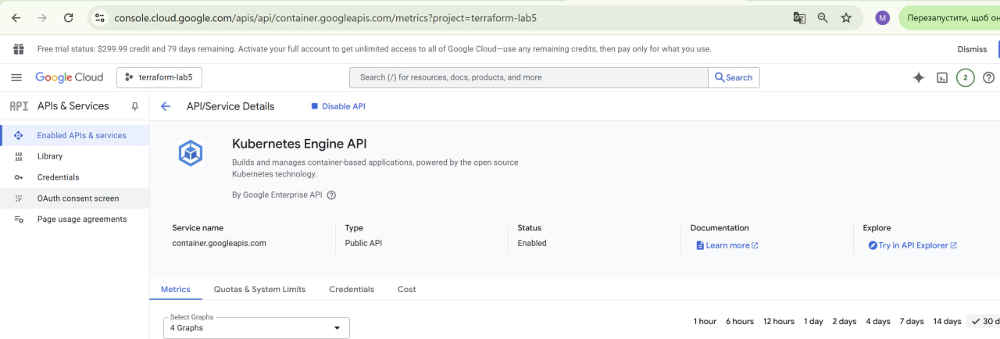 console.cloud.google.com/apis/api/container.googleapis.com/metrics?project=terraform-lab5
M
Перезапустити, щоб он
Free trial status: $299.99 credit and 79 days remaining. Activate your full account to get unlimited access to all of Google Cloud—use any remaining credits, then pay only for what you use.
Dismiss
Google Cloud
terraform-lab5
Search (/) for resources, docs, products, and more
Search
2
API
APIs & Services
API/Service Details
Disable API
Enabled APIs & services
Library
Credentials
OAuth consent screen
Page usage agreements
Kubernetes Engine API
Builds and manages container-based applications, powered by the open source
Kubernetes technology.
By Google Enterprise API
Service name
container.googleapis.com
Type
Public API
Status
Enabled
Documentation
Learn more
Explore
Try in API Explorer
Metrics
Quotas & System Limits
Credentials
Cost
Select Graphs
4 Graphs
1 hour 6 hours 12 hours 1 day 2 days 4 days 7 days 14 days 30 d